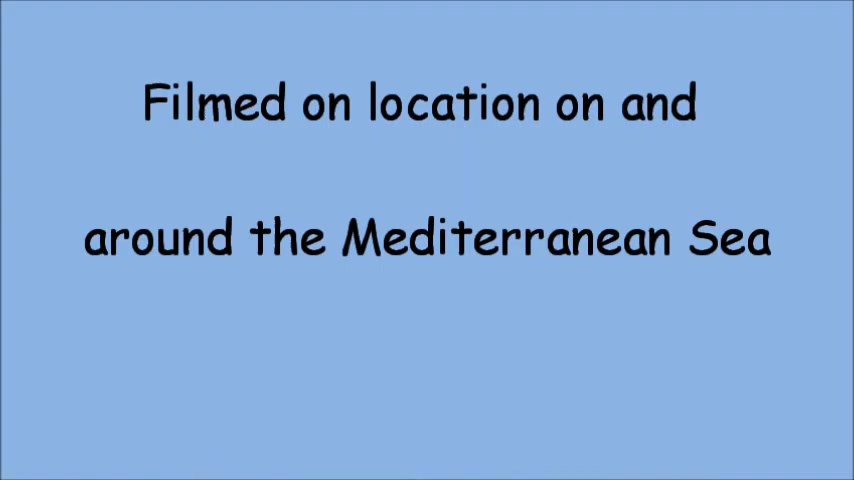 Filmed on location on and
around the Mediterranean Sea